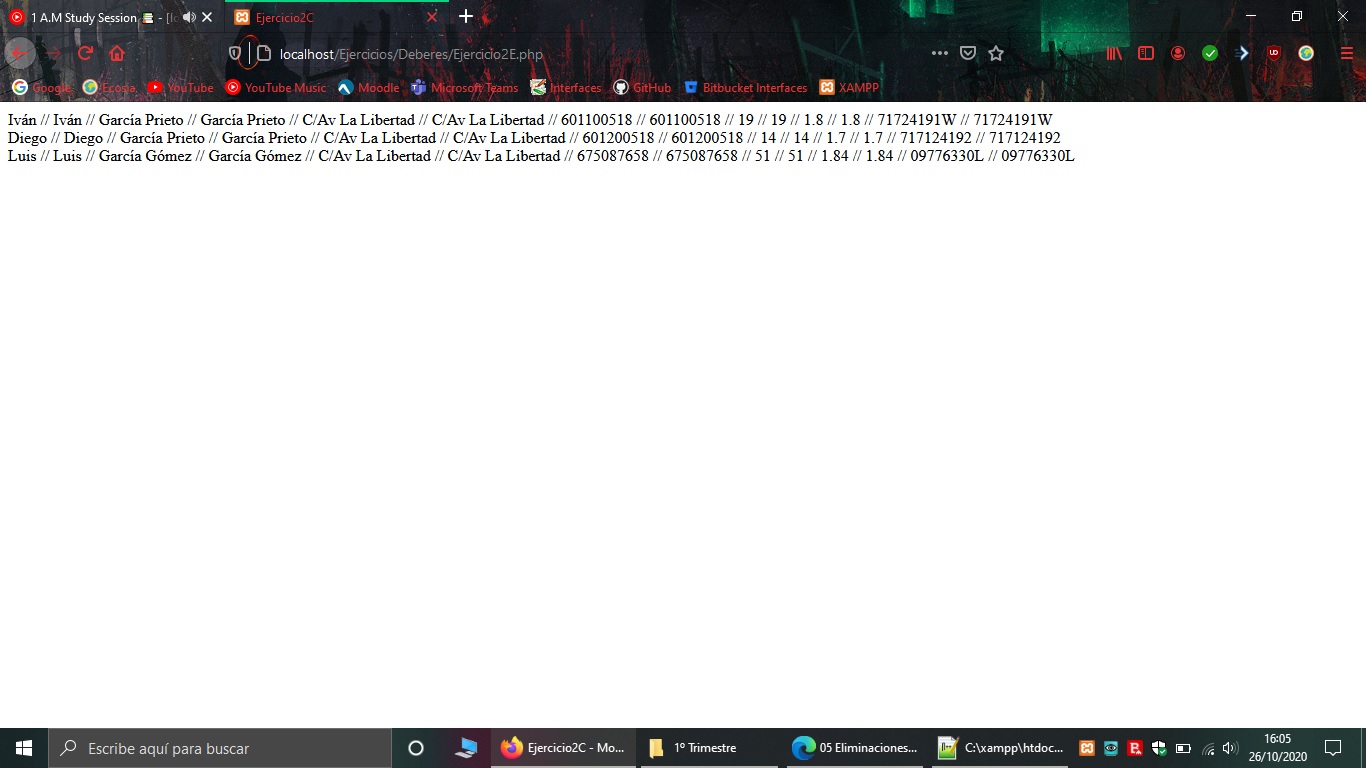 1 A.M Study Session
Ejercicio2C
localhost/Ejercicios/Deberes/Ejercicio2E.php
Google Ecosia YouTube YouTube Music Moodle Microsoft Teams Interfaces GitHub Bitbucket Interfaces XAMPP
Iván // Iván // García Prieto // García Prieto // C/Av La Libertad // C/Av La Libertad // 601100518 // 601100518 // 19 // 19 // 1.8 // 1.8 // 71724191W // 71724191W
Diego // Diego // García Prieto // García Prieto // C/Av La Libertad // C/Av La Libertad // 601200518 // 601200518 // 14 // 14 // 1.7 // 1.7 // 717124192 // 717124192
Luis // Luis // García Gómez // García Gómez // C/Av La Libertad // C/Av La Libertad // 675087658 // 675087658 // 51 // 51 // 1.84 // 1.84 // 09776330L // 09776330L
Escribe aquí para buscar
Ejercicio2C - Mo...
1º Trimestre
05 Eliminaciones...
C:\xampp\htdoc...
16:05
26/10/2020